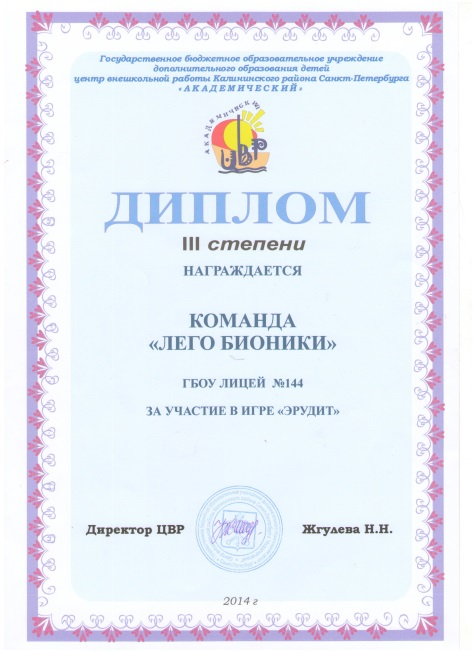 Государственное бюджетное образовательное учреждение
дополнительного образования детей
центр внешкольной работы Калининского района Санкт-Петербурга
«АКАДЕМИЧЕСКИЙ»
АКАДЕМИЧЕСКИЙ
ЦВР
ДИПЛОМ
III степени
НАГРАЖДАЕТСЯ
КОМАНДА
«ЛЕГО БИОНИКИ»
ГБОУ ЛИЦЕЙ №144
ЗА УЧАСТИЕ В ИГРЕ «ЭРУДИТ»
Директор ЦВР Жгулева Н.Н.
2014 г